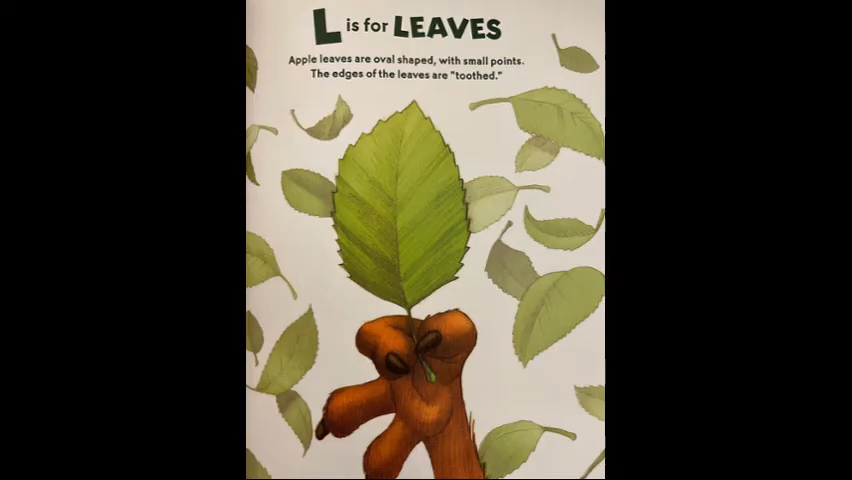 L is for LEAVES
Apple leaves are oval shaped, with small points.
The edges of the leaves are "toothed."